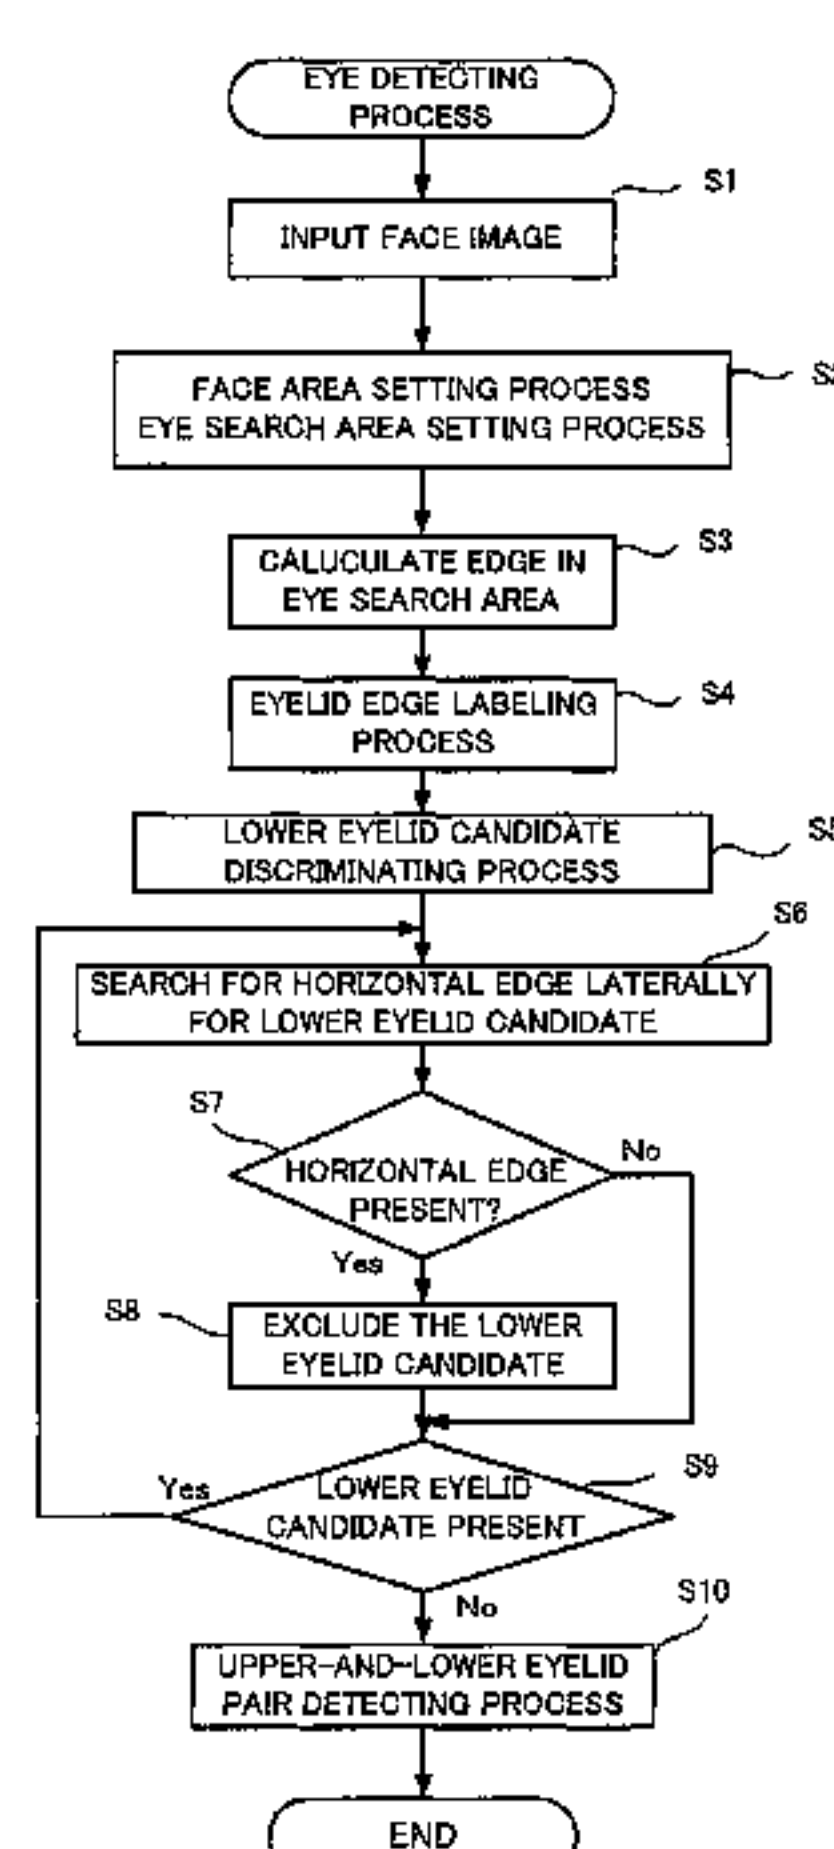 EYE DETECTING
PROCESS
S1
INPUT FACE IMAGE
FACE AREA SETTING PROCESS
EYE SEARCH AREA SETTING PROCESS
S3
CALUCULATE EDGE IN
EYE SEARCH AREA
S4
EYELID EDGE LABELING
PROCESS
LOWER EYELID CANDIDATE
DISCRIMINATING PROCESS
S6
SEARCH FOR HORIZONTAL EDGE LATERALLY
FOR LOWER EYELID CANDIDATE
S7
HORIZONTAL EDGE
PRESENT?
No
Yes
S8
EXCLUDE THE LOWER
EYELID CANDIDATE
S9
Yes
LOWER EYELID
CANDIDATE PRESENT
No
S10
UPPER-AND-LOWER EYELID
PAIR DETECTING PROCESS
END